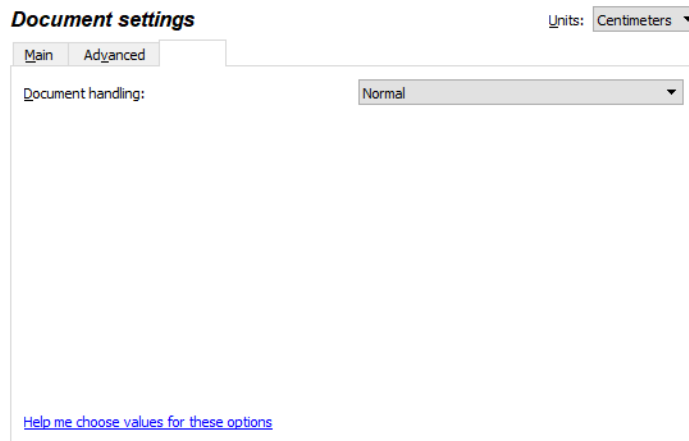 Document settings
Units: Centimeters
Main Advanced
Document handling: Normal
Help me choose values for these options